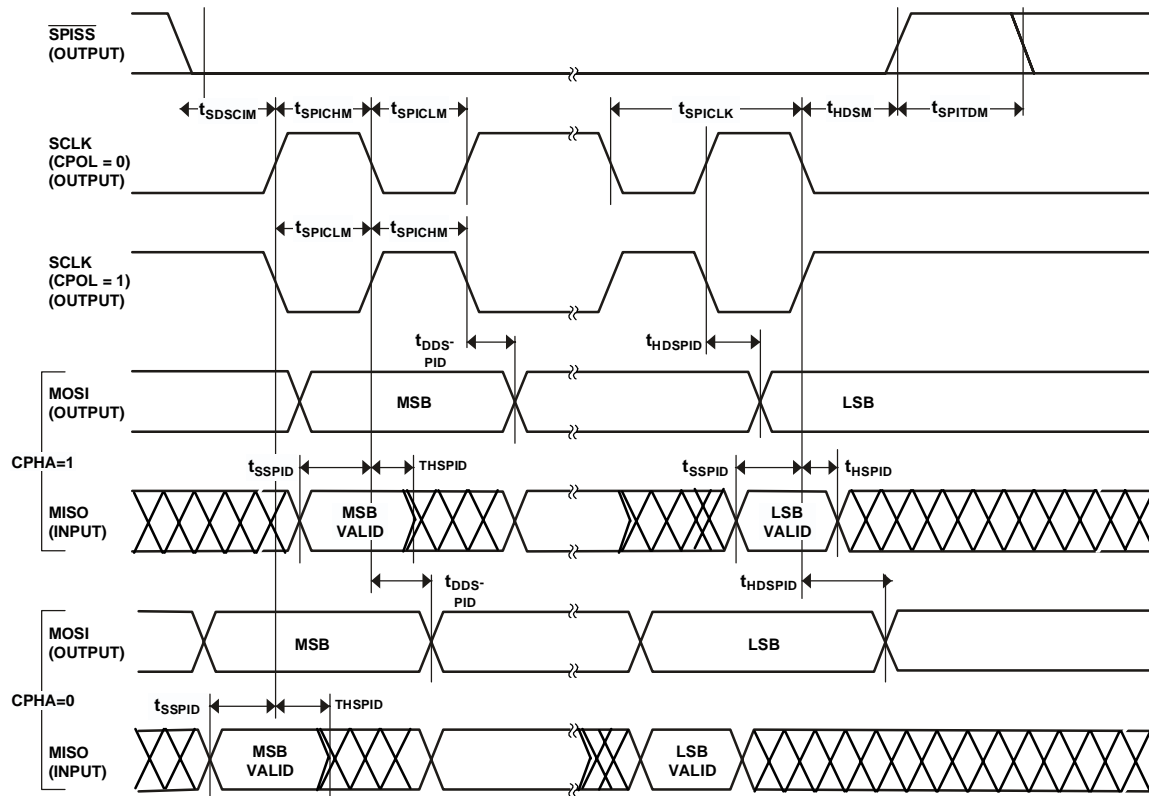 SPISS
(OUTPUT)
tSDSCIM
tSPICHM
tSPICLM
tSPICLK
tHDSM
tSPITDM
SCLK
(CPOL = 0)
(OUTPUT)
tSPICLM
tSPICHM
SCLK
(CPOL = 1)
(OUTPUT)
tDDS-
PID
tHDSPID
MOSI
(OUTPUT)
MSB
LSB
CPHA=1
tSSPID
THSPID
tSSPID
tHSPID
MISO
(INPUT)
MSB
VALID
LSB
VALID
tDDS-
PID
tHDSPID
MOSI
(OUTPUT)
MSB
LSB
CPHA=0
tSSPID
THSPID
MISO
(INPUT)
MSB
VALID
LSB
VALID